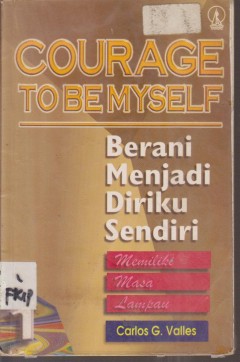 COURAGE
TO BE MYSELF
Berani
Menjadi
Diriku
Sendiri
Memiliki
Masa
Lampau
Carlos G. Valles
FKIP